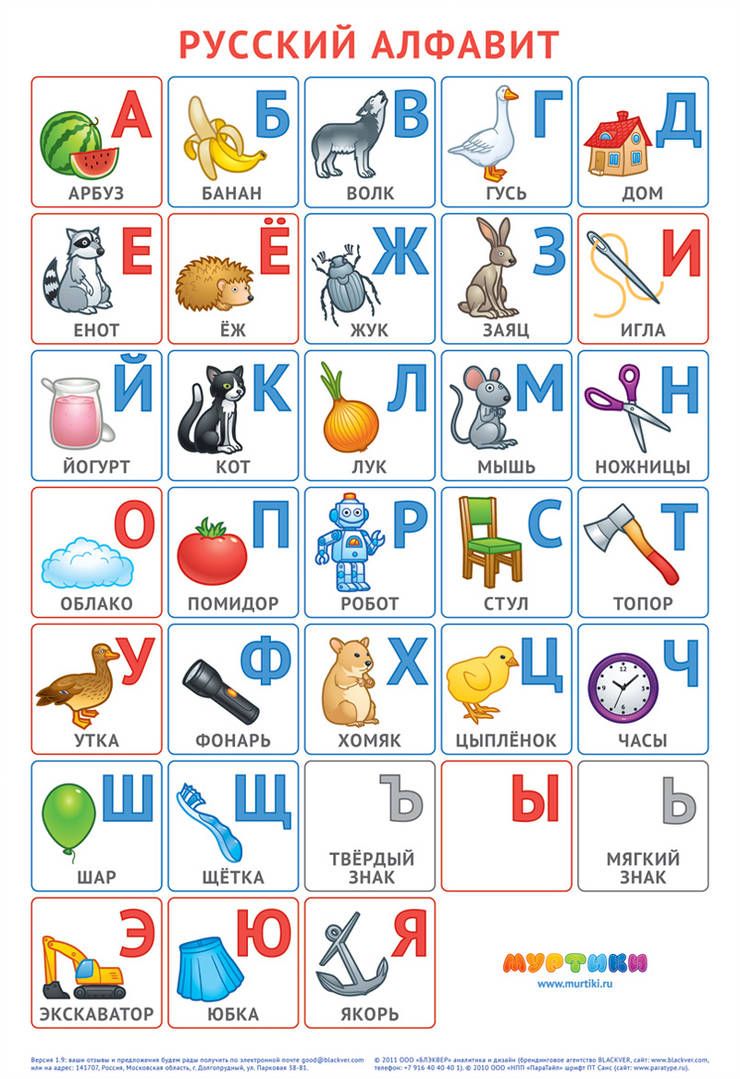 РУССКИЙ АЛФАВИТ
А Б В Г Д
АРБУЗ БАНАН ВОЛК ГУСЬ ДОМ
Е Ё Ж З И
ЕНОТ ЁЖ ЖУК ЗАЯЦ ИГЛА
Й К Л М Н
ЙОГУРТ КОТ ЛУК МЫШЬ НОЖНИЦЫ
О П Р С Т
ОБЛАКО ПОМИДОР РОБОТ СТУЛ ТОПОР
У Ф Х Ц Ч
УТКА ФОНАРЬ ХОМЯК ЦЫПЛЁНОК ЧАСЫ
Ш Щ Ъ Ы Ь
ШАР ЩЁТКА ТВЁРДЫЙ ЗНАК МЯГКИЙ ЗНАК
Э Ю Я
ЭКСКАВАТОР ЮБКА ЯКОРЬ
МУРТИКИ
www.murtiki.ru
Версия 1.9: ваши отзывы и предложения будем рады получить по электронной почте good@blackver.com
или на адрес: 141707, Россия, Московская область, г. Долгопрудный, ул. Парковая 38-81.
© 2011 ООО «БЛЭКВЕР» аналитика и дизайн (брендинговое агентство BLACKVER, сайт: www.blackver.com,
телефон: +7 916 40 40 40 1). © 2010 ООО «НПП «ПараТайп» шрифт ПТ Санс (сайт: www.paratype.ru).